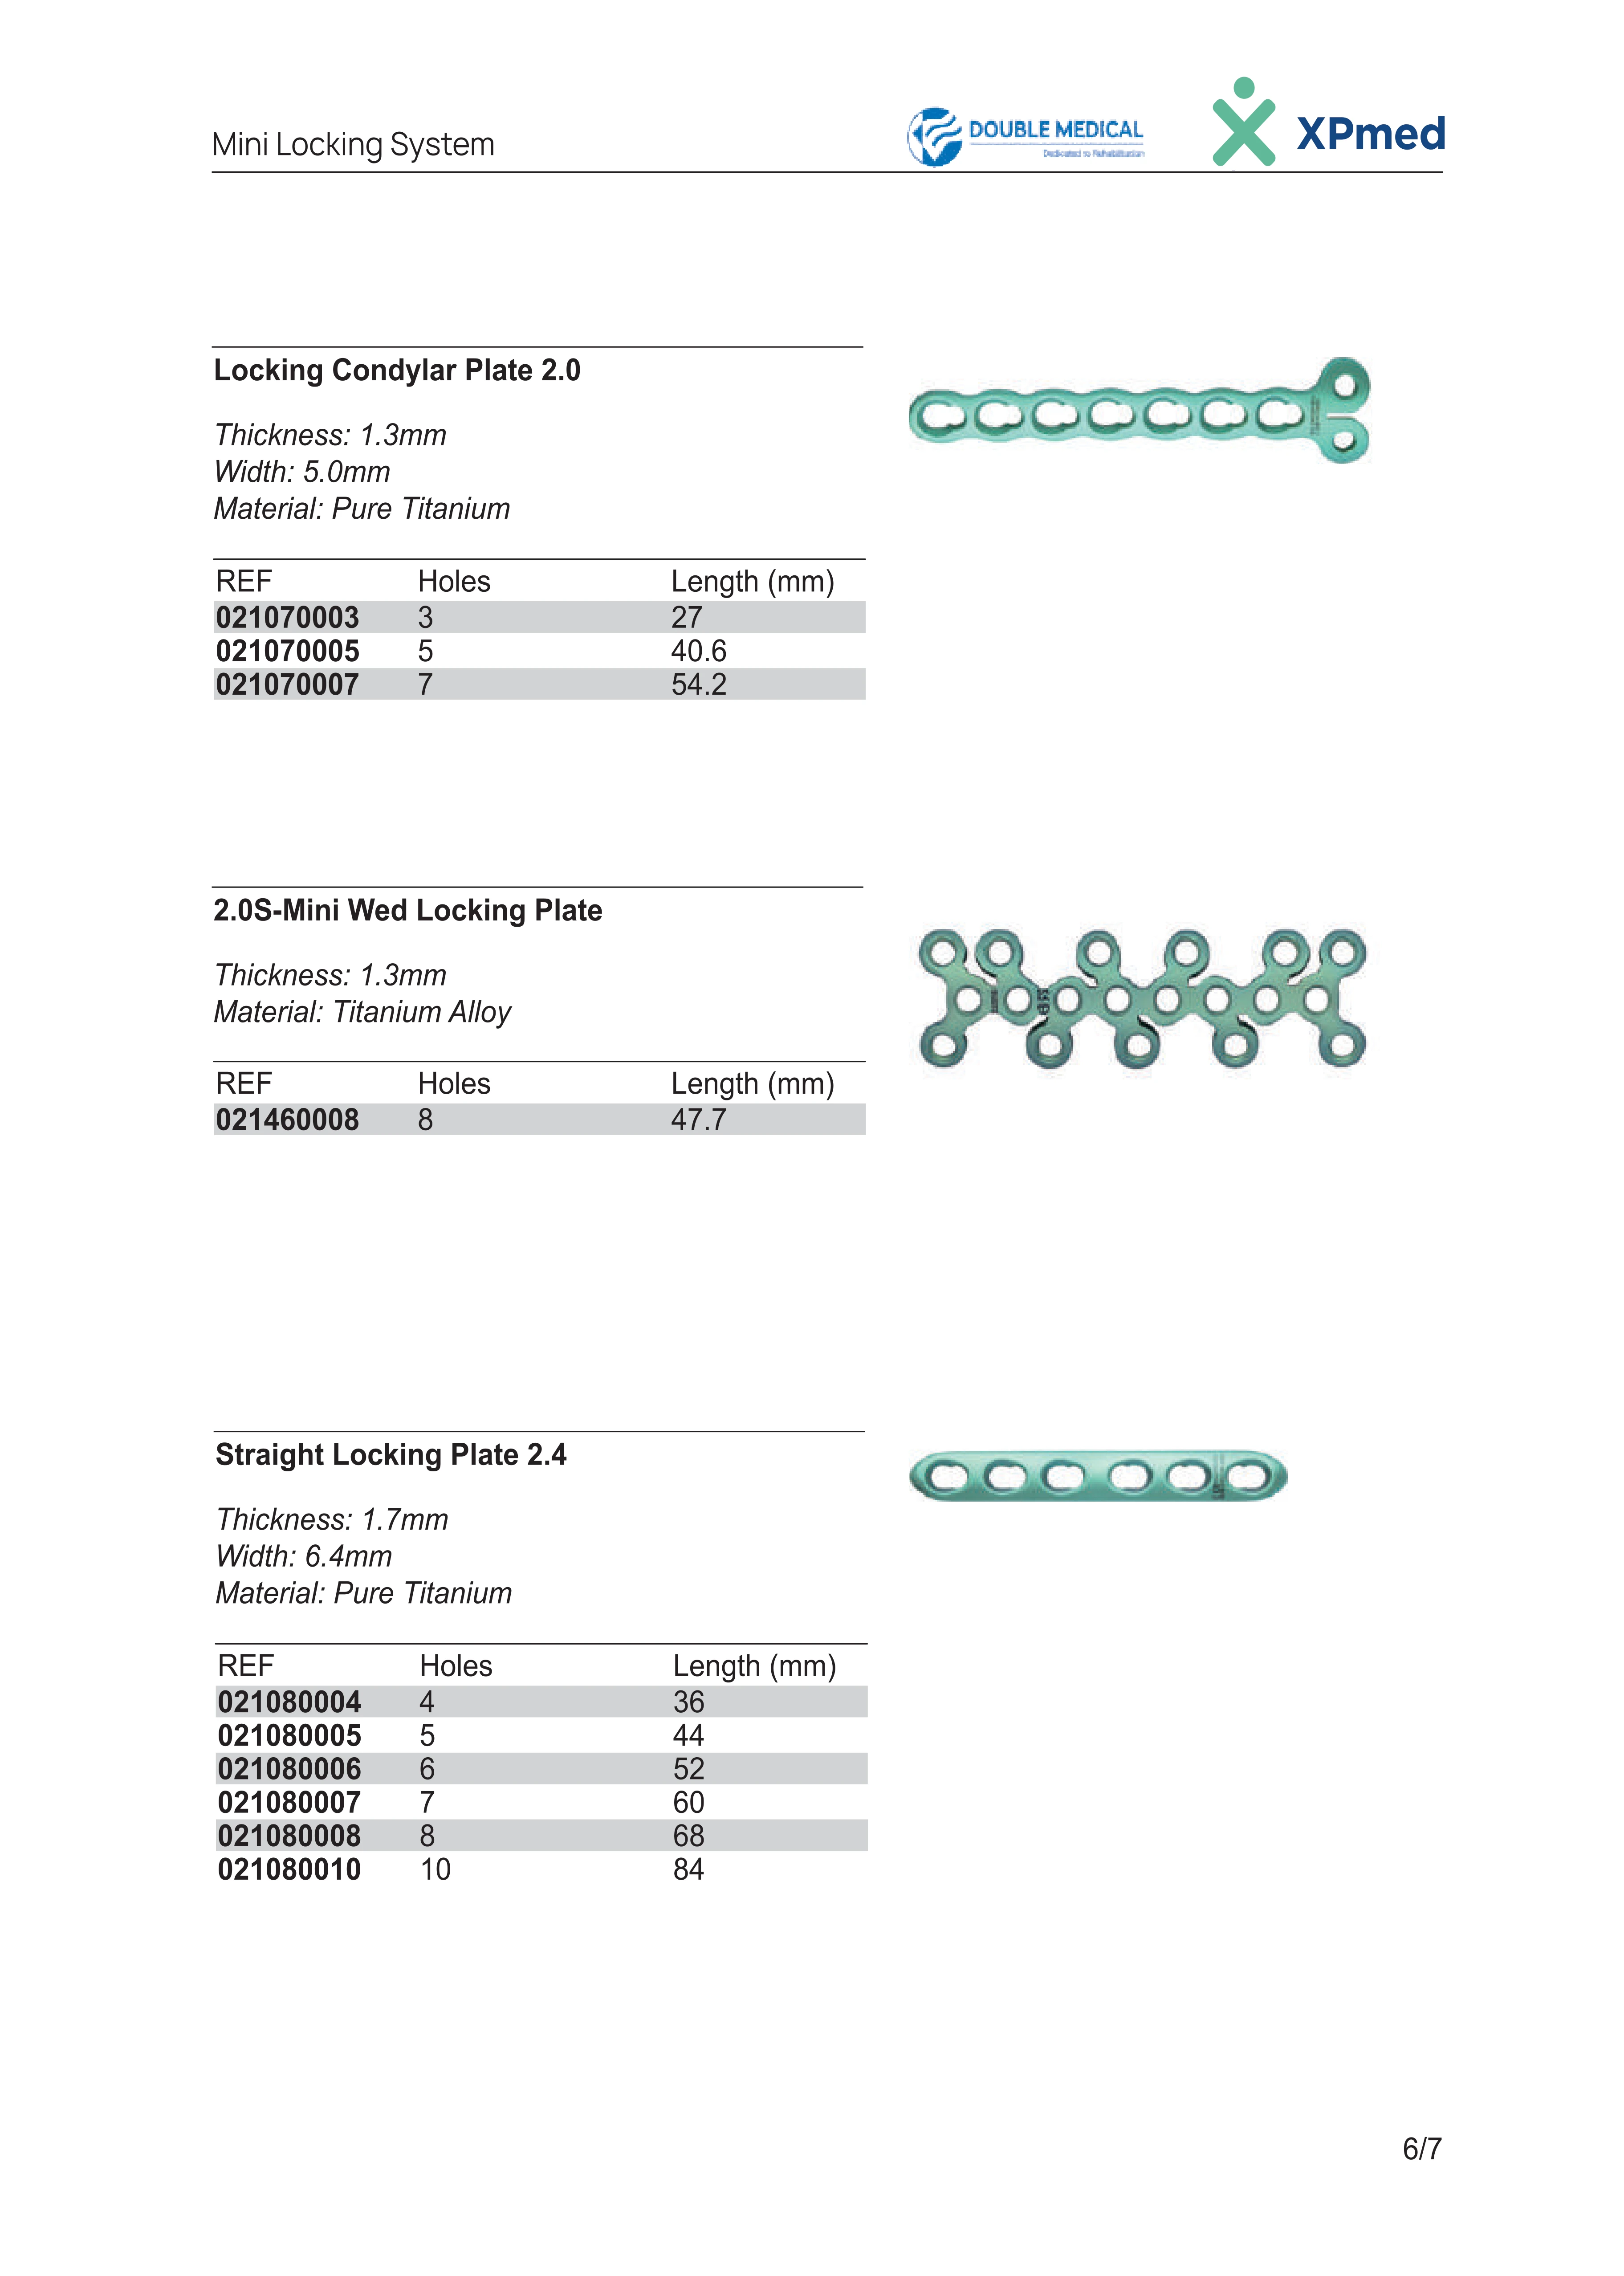 Mini Locking System
DOUBLE MEDICAL
Dedicated to Rehabilitation
XPmed
Locking Condylar Plate 2.0
Thickness: 1.3mm
Width: 5.0mm
Material: Pure Titanium
REF Holes Length (mm)
021070003 3 27
021070005 5 40.6
021070007 7 54.2
2.0S-Mini Wed Locking Plate
Thickness: 1.3mm
Material: Titanium Alloy
REF Holes Length (mm)
021460008 8 47.7
Straight Locking Plate 2.4
Thickness: 1.7mm
Width: 6.4mm
Material: Pure Titanium
REF Holes Length (mm)
021080004 4 36
021080005 5 44
021080006 6 52
021080007 7 60
021080008 8 68
021080010 10 84
6/7